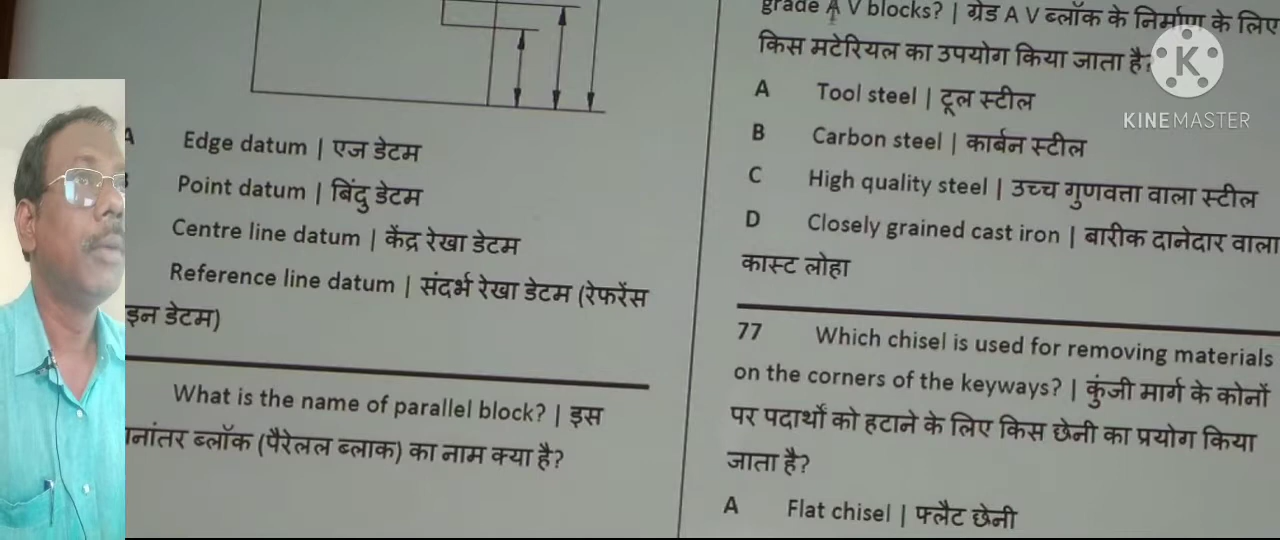 Edge datum | एज डेटम
Point datum | बिंदु डेटम
Centre line datum | केंद्र रेखा डेटम
Reference line datum | संदर्भ रेखा डेटम (रेफरेंस
इन डेटम)
What is the name of parallel block? | इस
नांतर ब्लॉक (पैरेलल ब्लाक) का नाम क्या है?
grade A V blocks? | ग्रेड A V ब्लॉक के निर्माण के लिए
किस मटेरियल का उपयोग किया जाता है?
A Tool steel | टूल स्टील
B Carbon steel | कार्बन स्टील
C High quality steel | उच्च गुणवत्ता वाला स्टील
D Closely grained cast iron | बारीक दानेदार वाला
कास्ट लोहा
77 Which chisel is used for removing materials
on the corners of the keyways? | कुंजी मार्ग के कोनों
पर पदार्थों को हटाने के लिए किस छेनी का प्रयोग किया
जाता है?
A Flat chisel | फ्लैट छेनी
K
KINEMASTER